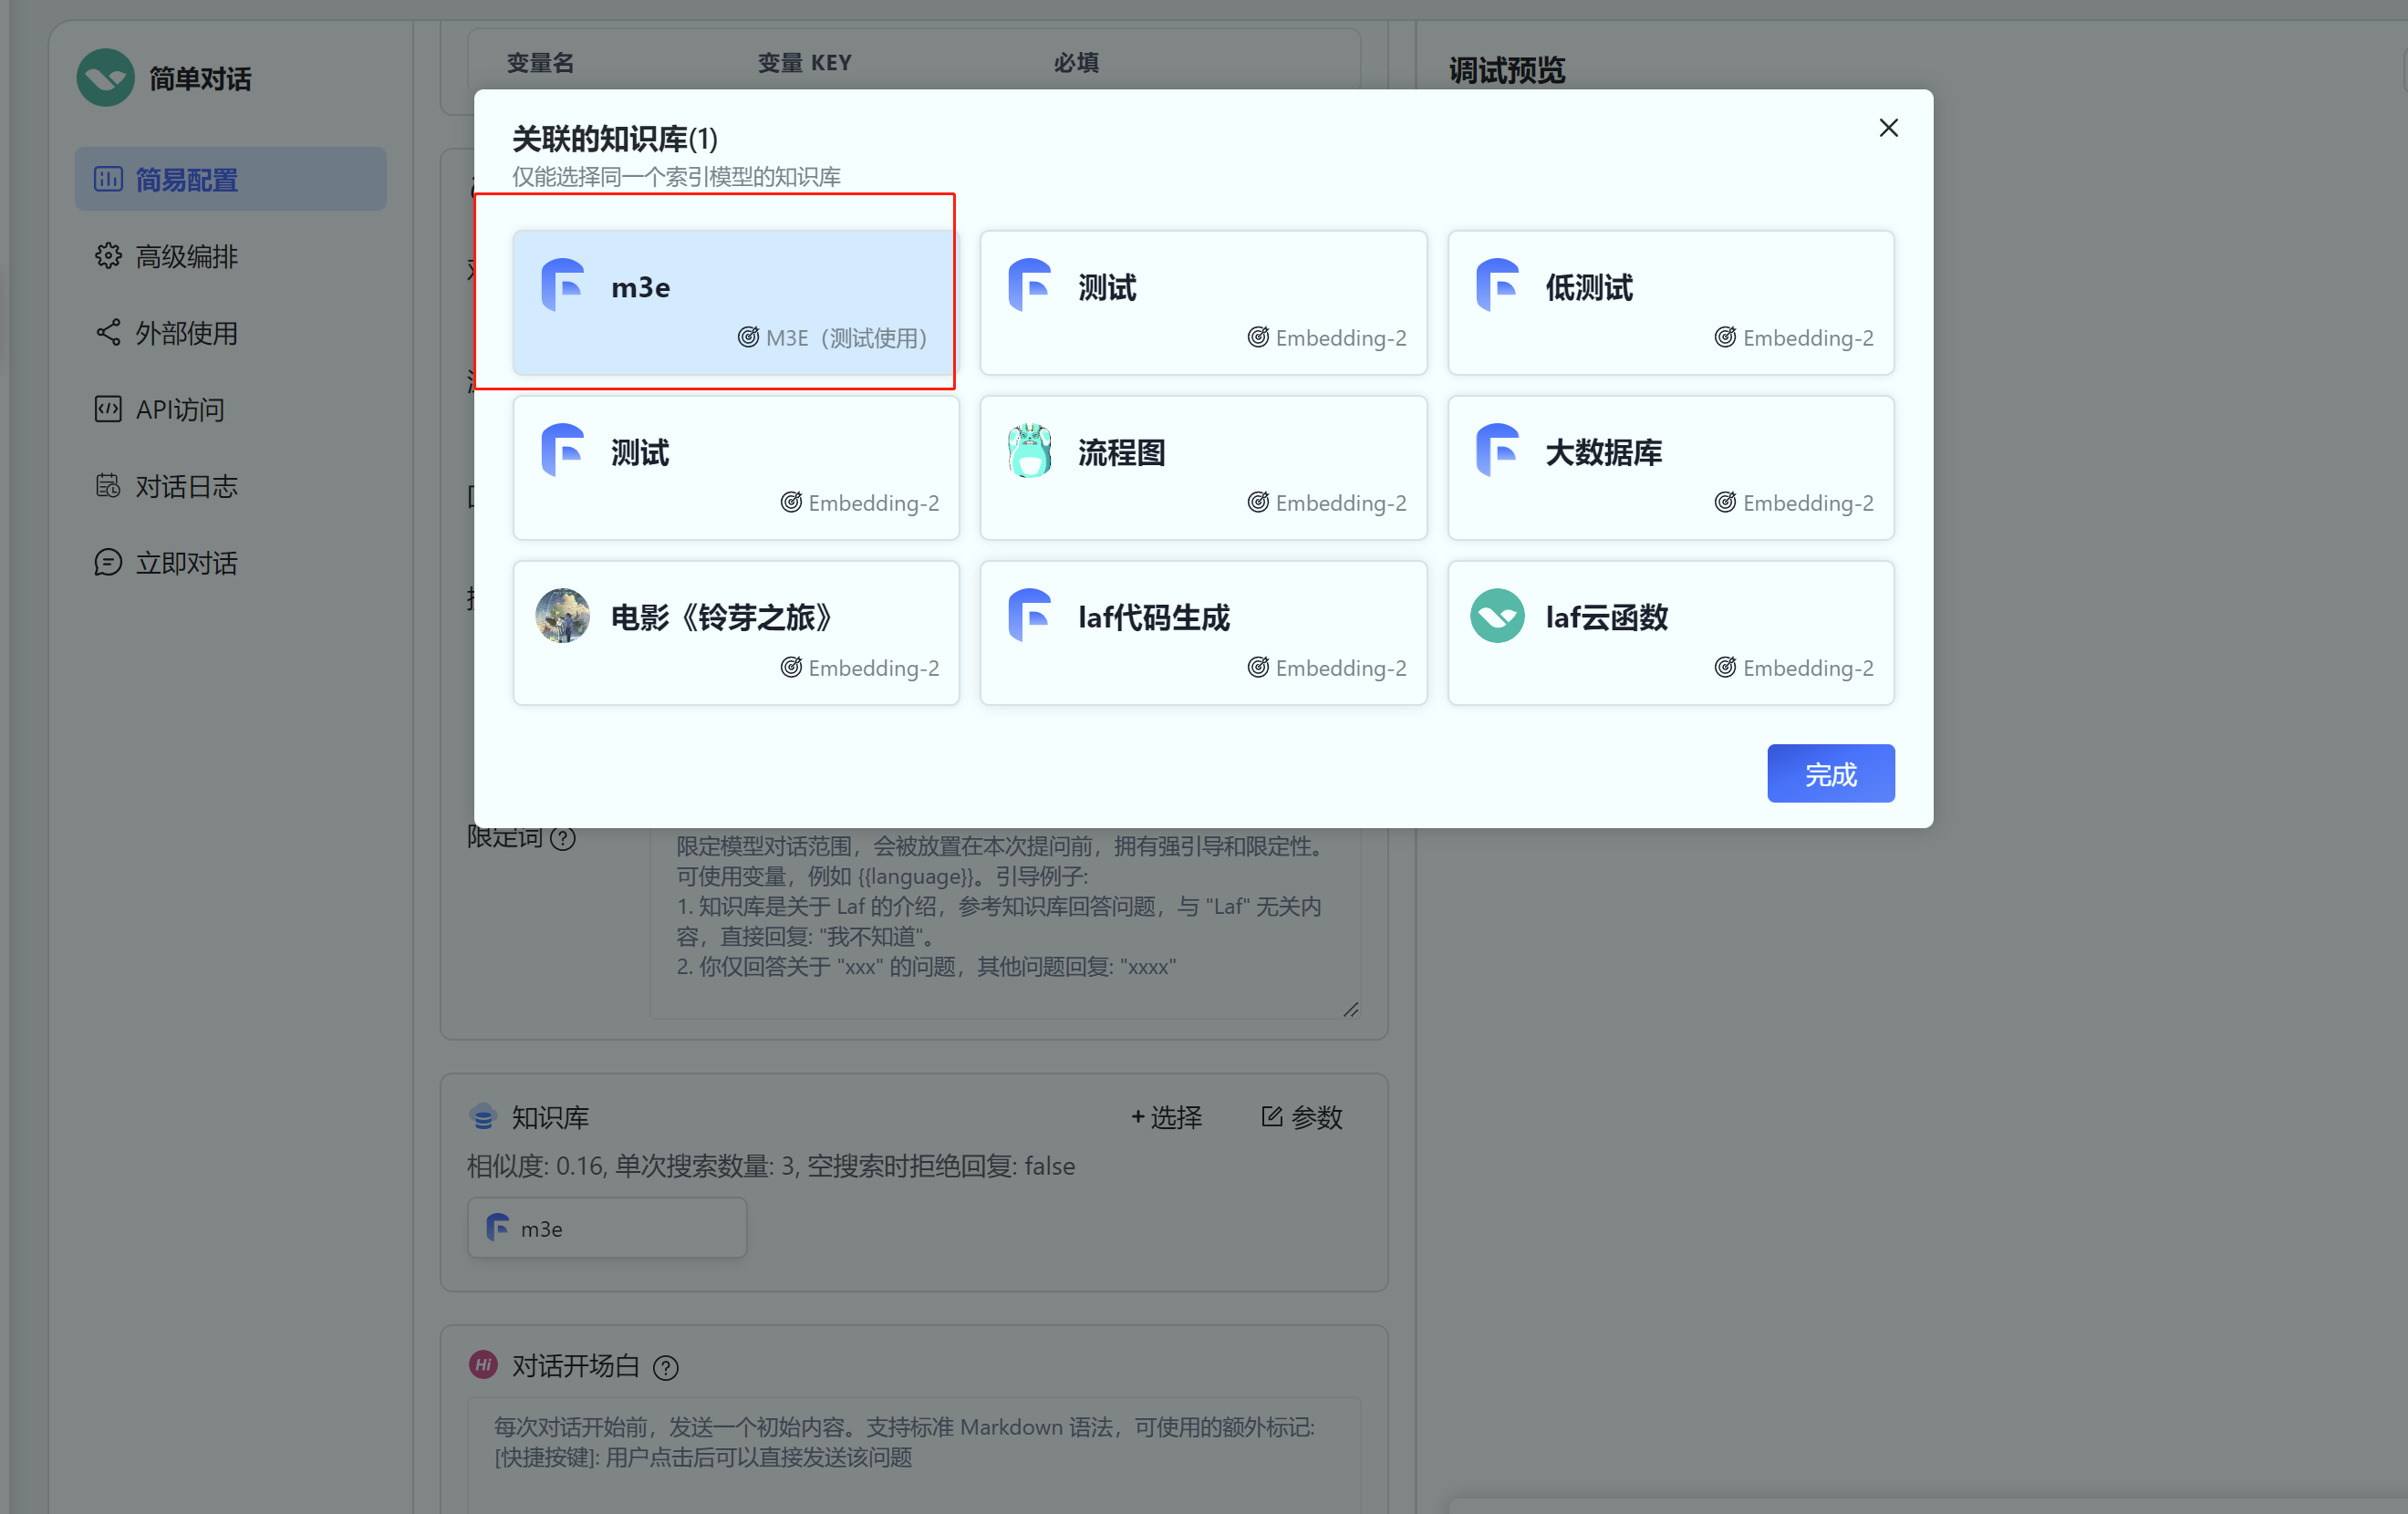 简单对话
简易配置
高级编排
外部使用
API访问
对话日志
立即对话
变量名 变量 KEY 必填
调试预览
关联的知识库(1)
仅能选择同一个索引模型的知识库
m3e
M3E（测试使用）
测试
Embedding-2
低测试
Embedding-2
测试
Embedding-2
流程图
Embedding-2
大数据库
Embedding-2
电影《铃芽之旅》
Embedding-2
laf代码生成
Embedding-2
laf云函数
Embedding-2
完成
限定词
限定模型对话范围，会被放置在本次提问前，拥有强引导和限定性。
可使用变量，例如 {{language}}。引导例子:
1. 知识库是关于 Laf 的介绍，参考知识库回答问题，与 "Laf" 无关内
容，直接回复: "我不知道"。
2. 你仅回答关于 "xxx" 的问题，其他问题回复: "xxxx"
知识库 +选择 参数
相似度: 0.16, 单次搜索数量: 3, 空搜索时拒绝回复: false
m3e
Hi 对话开场白
每次对话开始前，发送一个初始内容。支持标准 Markdown 语法，可使用的额外标记:
[快捷按键]: 用户点击后可以直接发送该问题